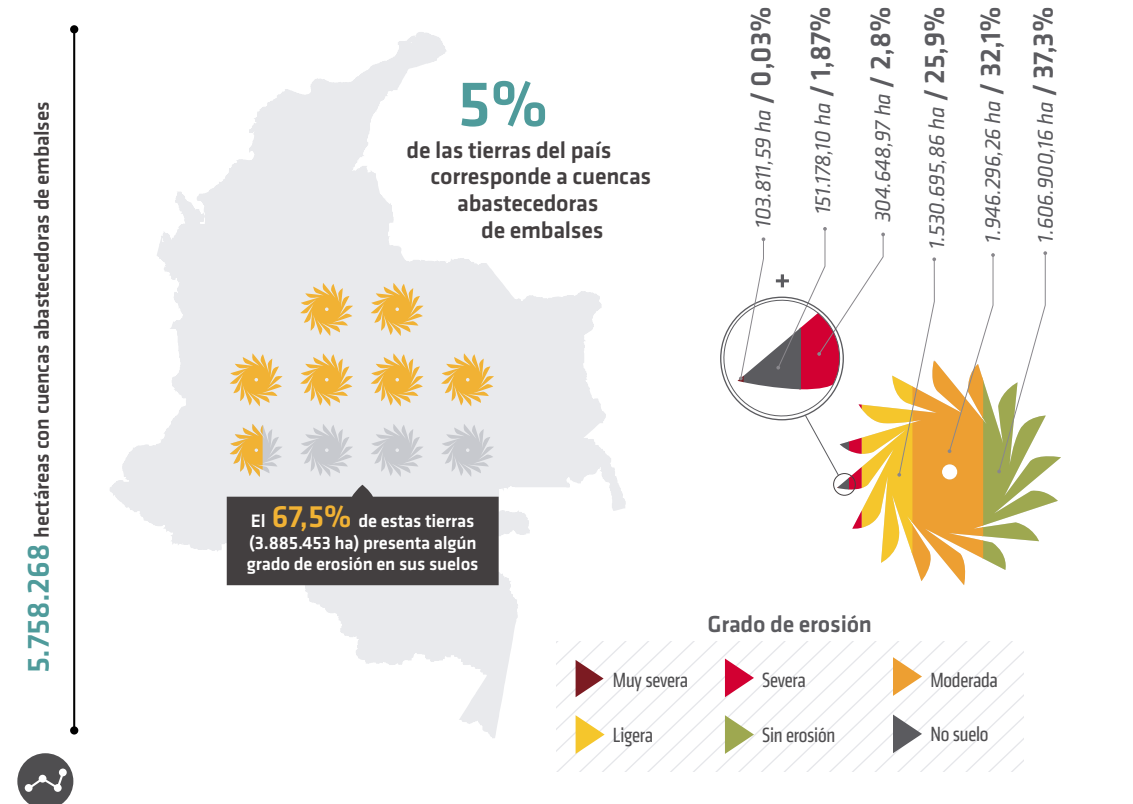 5.758.268 hectáreas con cuencas abastecedoras de embalses
5%
de las tierras del país
corresponde a cuencas
abastecedoras
de embalses
El 67,5% de estas tierras
(3.885.453 ha) presenta algún
grado de erosión en sus suelos
103.811,59 ha / 0,03%
151.178,10 ha / 1,87%
304.648,97 ha / 2,8%
1.530.695,86 ha / 25,9%
1.946.296,26 ha / 32,1%
1.606.900,16 ha / 37,3%
+
Grado de erosión
Muy severa
Severa
Moderada
Ligera
Sin erosión
No suelo